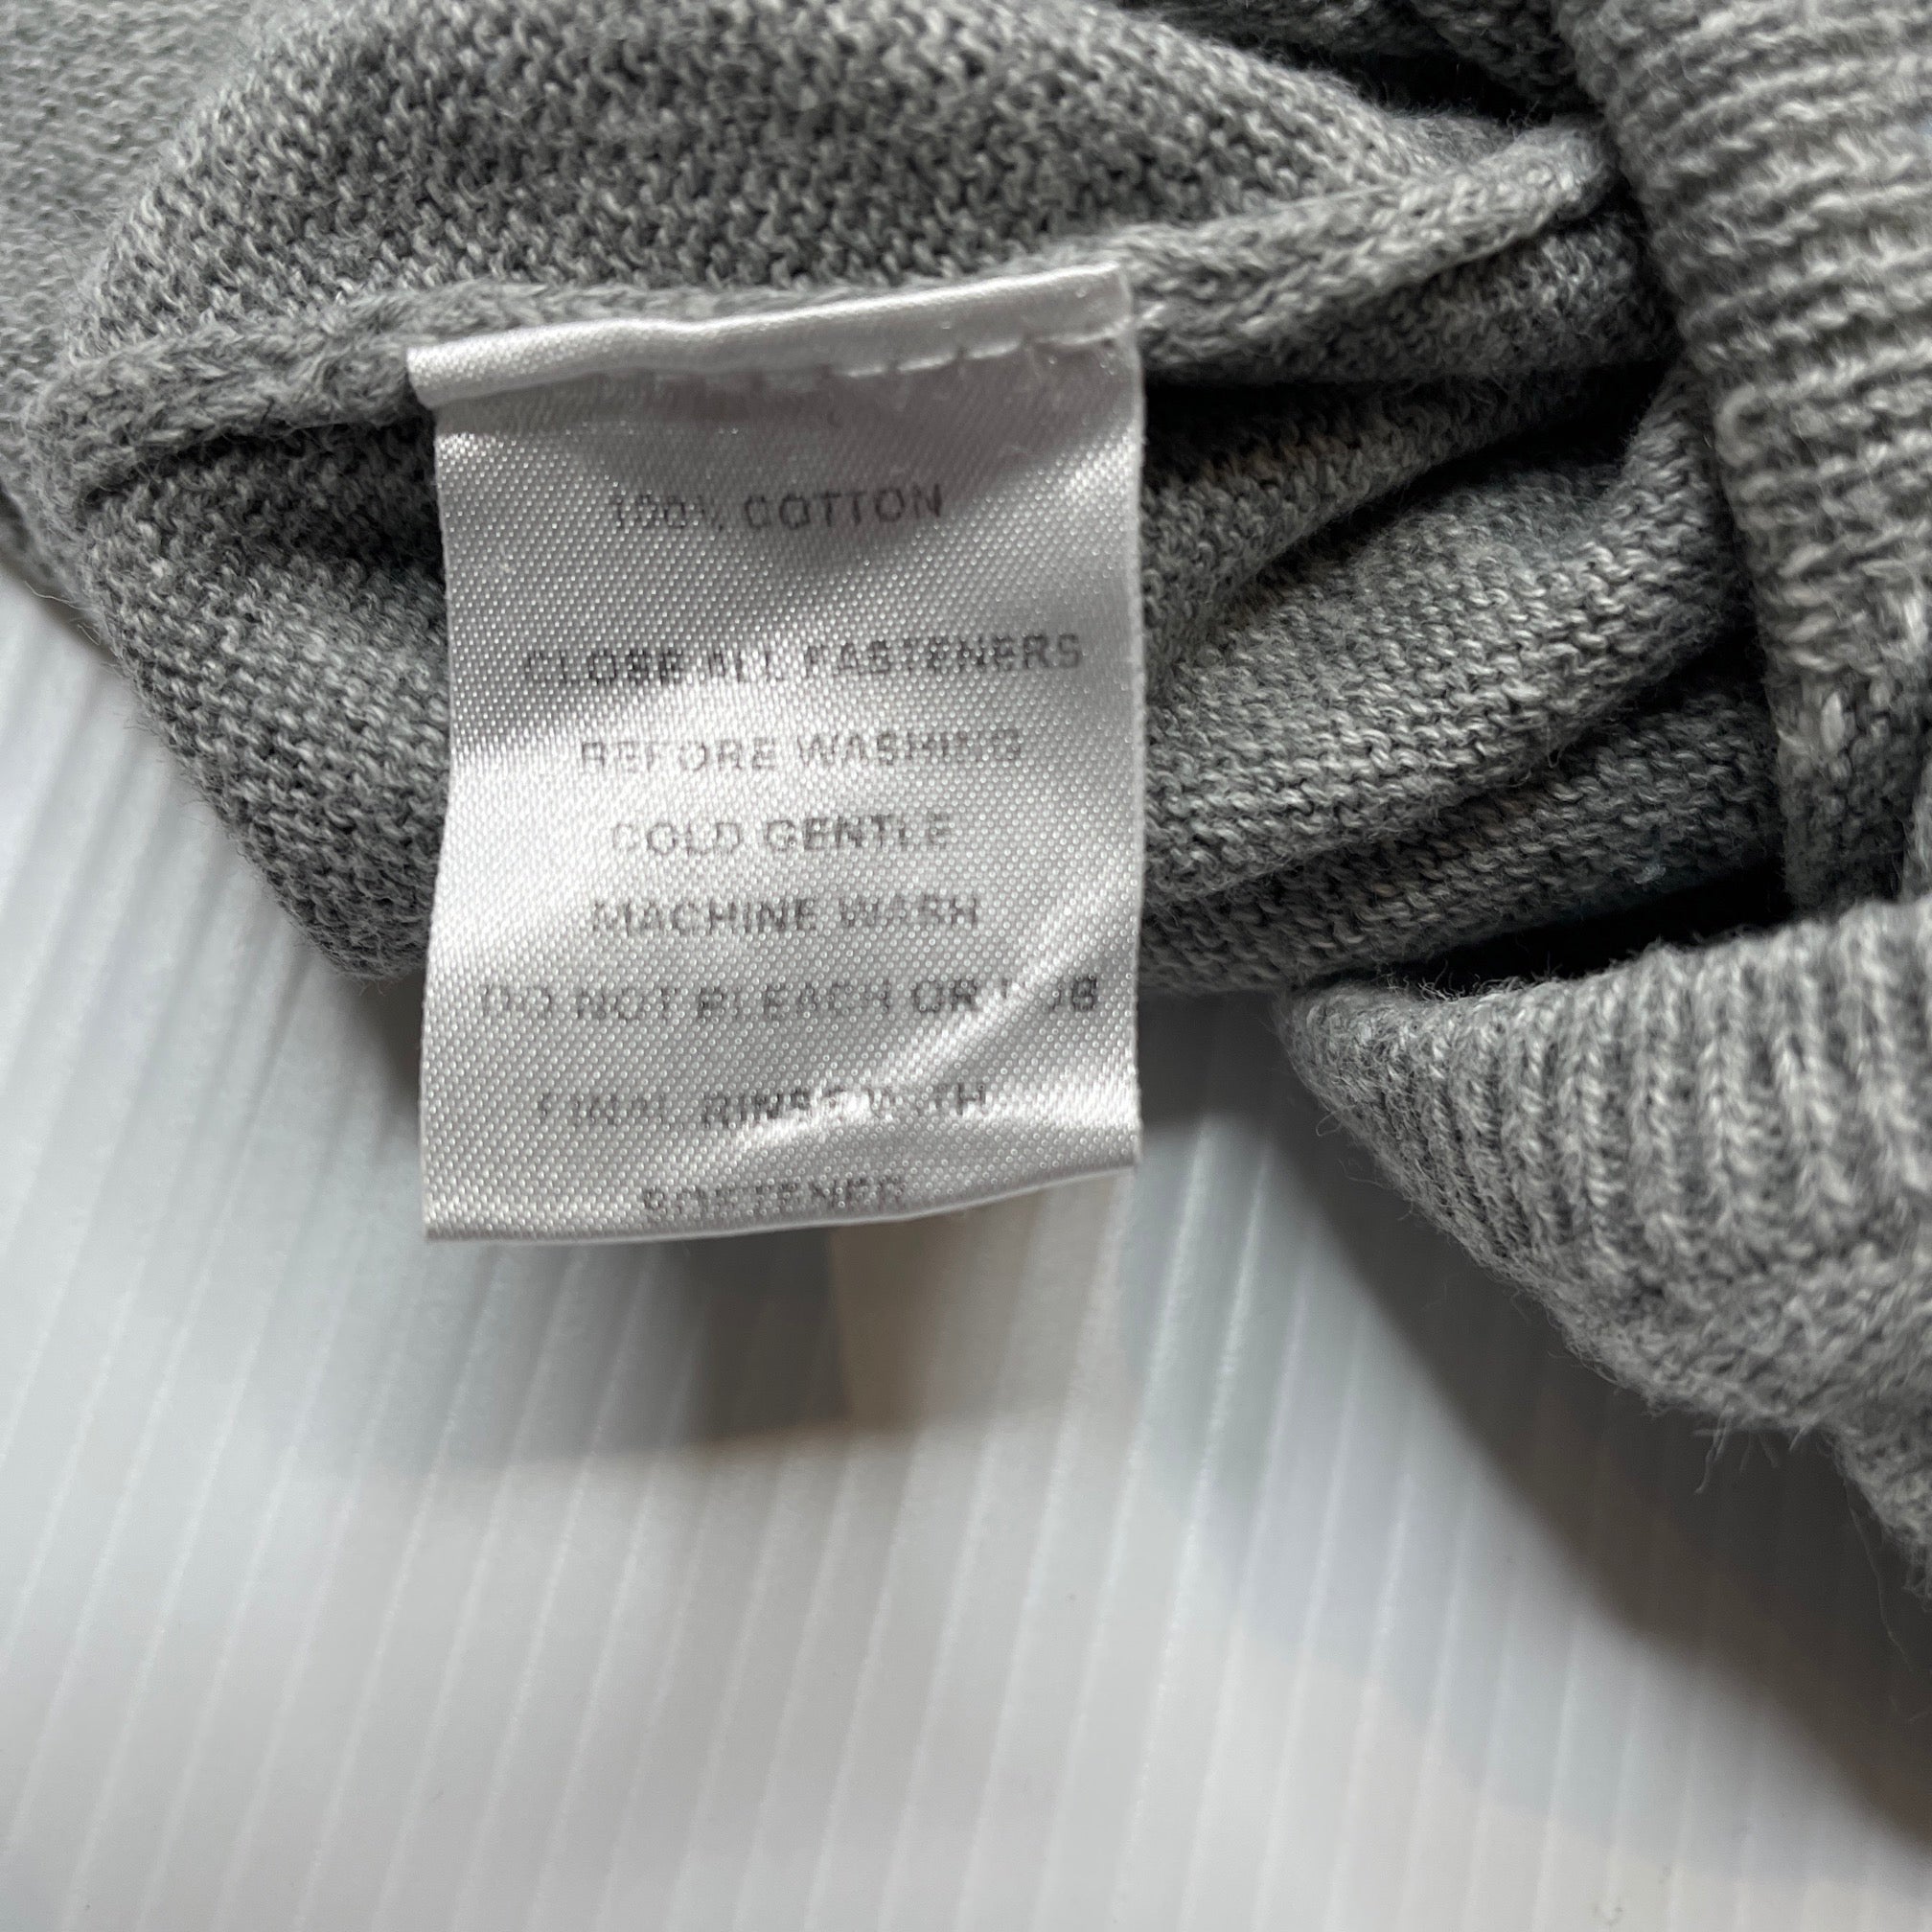 100% COTTON
CLOSE ALL FASTENERS
BEFORE WASHING
COLD GENTLE
MACHINE WASH
DO NOT BLEACH OR
FINAL RINSE WITH
SOFTENER